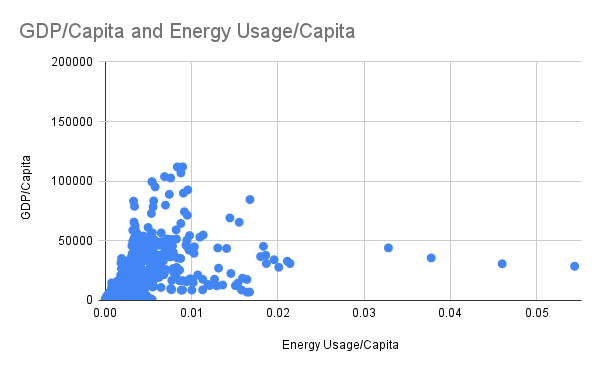 GDP/Capita and Energy Usage/Capita
200000
150000
100000
50000
0
GDP/Capita
0.00 0.01 0.02 0.03 0.04 0.05
Energy Usage/Capita